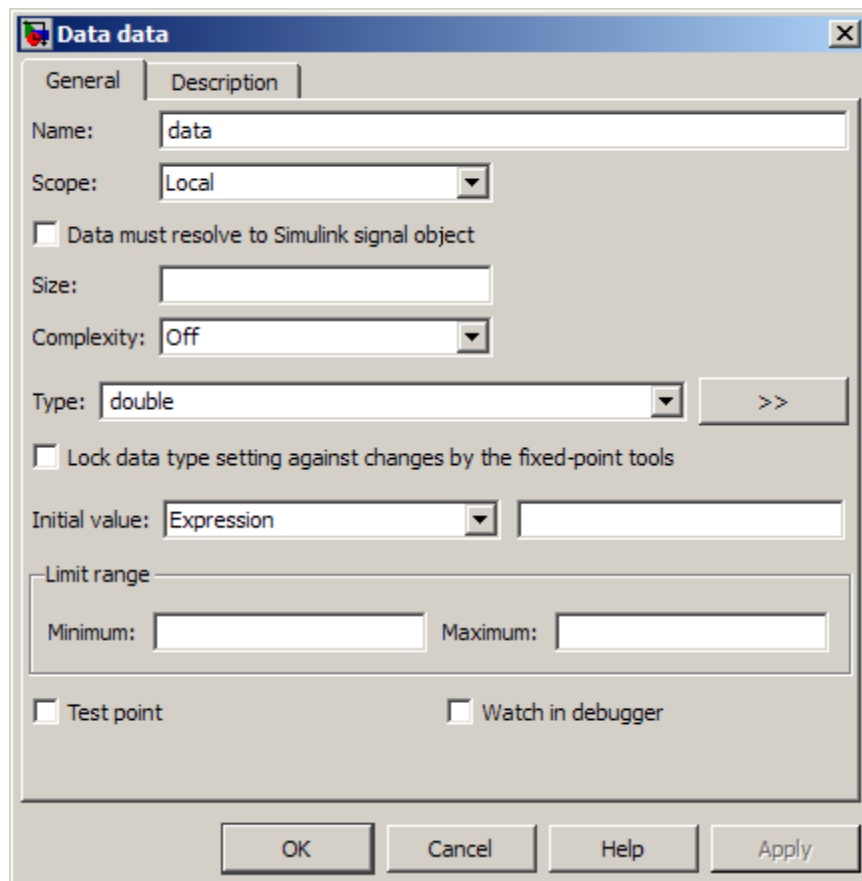 Data data
General Description
Name: data
Scope: Local
Data must resolve to Simulink signal object
Size:
Complexity: Off
Type: double >>
Lock data type setting against changes by the fixed-point tools
Initial value: Expression
Limit range
Minimum: Maximum:
Test point Watch in debugger
OK Cancel Help Apply